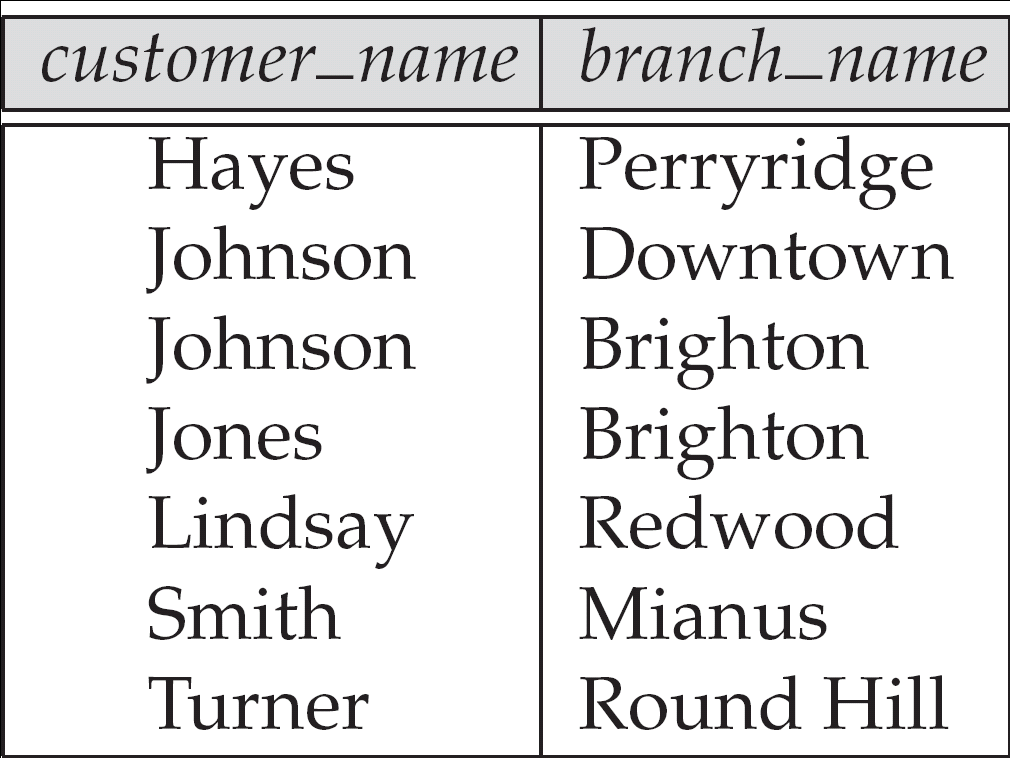 customer_name branch_name
Hayes Perryridge
Johnson Downtown
Johnson Brighton
Jones Brighton
Lindsay Redwood
Smith Mianus
Turner Round Hill